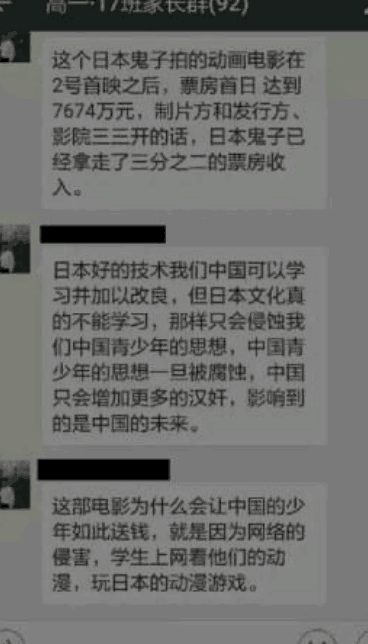 高一·17班家长群(92)
这个日本鬼子拍的动画电影在
2号首映之后，票房首日 达到
7674万元，制片方和发行方、
影院三三开的话，日本鬼子已
经拿走了三分之二的票房收
入。
日本好的技术我们中国可以学
习并加以改良，但日本文化真
的不能学习，那样只会侵蚀我
们中国青少年的思想，中国青
少年的思想一旦被腐蚀，中国
只会增加更多的汉奸，影响到
的是中国的未来。
这部电影为什么会让中国的少
年如此送钱，就是因为网络的
侵害，学生上网看他们的动
漫，玩日本的动漫游戏。